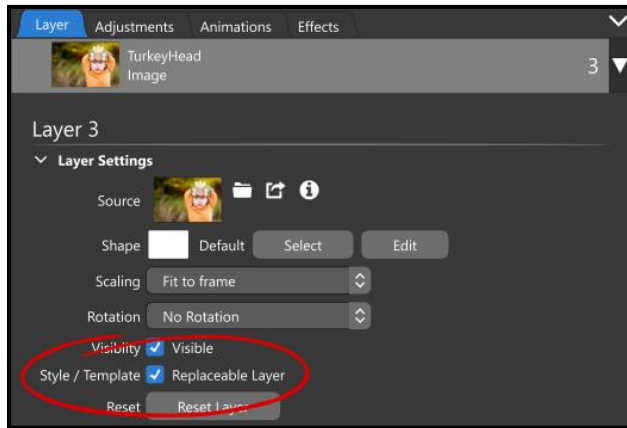 Layer Adjustments Animations Effects
TurkeyHead
Image
3
Layer 3
Layer Settings
Source
Shape Default Select Edit
Scaling Fit to frame
Rotation No Rotation
Visibility Visible
Style / Template Replaceable Layer
Reset Reset Layer